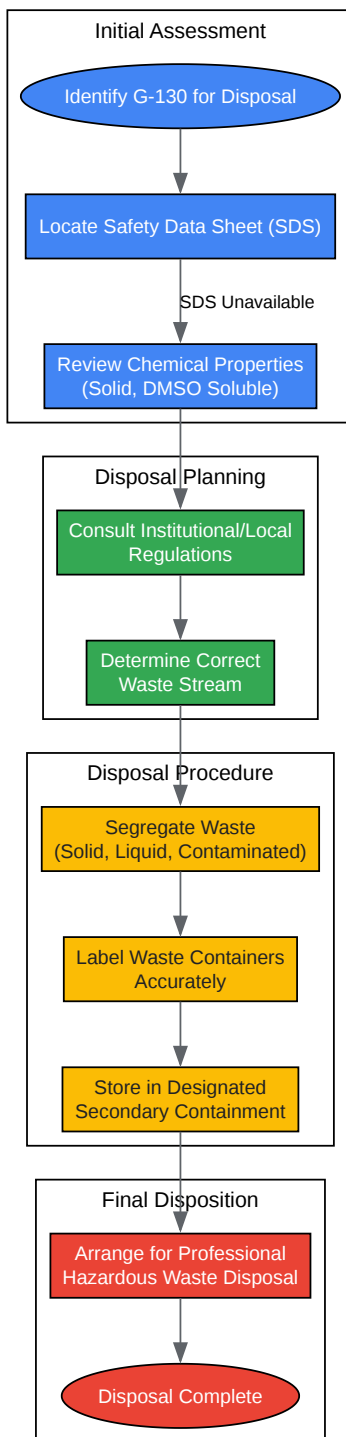 Initial Assessment
Identify G-130 for Disposal
Locate Safety Data Sheet (SDS)
SDS Unavailable
Review Chemical Properties
(Solid, DMSO Soluble)
Disposal Planning
Consult Institutional/Local
Regulations
Determine Correct
Waste Stream
Disposal Procedure
Segregate Waste
(Solid, Liquid, Contaminated)
Label Waste Containers
Accurately
Store in Designated
Secondary Containment
Final Disposition
Arrange for Professional
Hazardous Waste Disposal
Disposal Complete